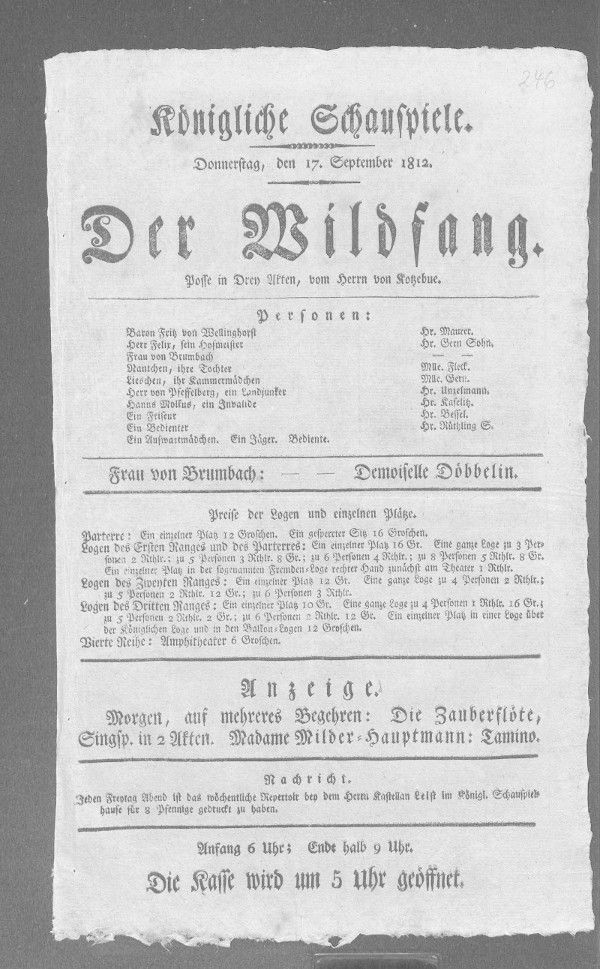 246
Königliche Schauspiele.
Donnerstag, den 17. September 1812.
Der Wildfang.
Posse in Drey Akten, vom Herrn von Kotzebue.
Personen:
Baron Fritz von Wellinghorst Hr. Maurer.
Herr Felix, sein Hofmeister Hr. Gern Sohn.
Frau von Brumbach — —
Nantchen, ihre Tochter Mlle. Fleck.
Lieschen, ihr Kammermädchen Mlle. Gern.
Herr von Pfeffelberg, ein Landjunker Hr. Unzelmann.
Hanns Molkus, ein Invalide Hr. Kaselitz.
Ein Friseur Hr. Bessel.
Ein Bedienter Hr. Rüthling S.
Ein Aufwartmädchen. Ein Jäger. Bediente.
Frau von Brumbach: — — Demoiselle Döbbelin.
Preise der Logen und einzelnen Plätze.
Parterre: Ein einzelner Platz 12 Groschen. Ein gesperrter Sitz 16 Groschen.
Logen des Ersten Ranges und des Parterres: Ein einzelner Platz 16 Gr. Eine ganze Loge zu 3 Per-
sonen 2 Rthlr.; zu 5 Personen 3 Rthlr. 8 Gr.; zu 6 Personen 4 Rthlr.; zu 8 Personen 5 Rthlr. 8 Gr.
Ein einzelner Platz in der sogenannten Fremden-Loge rechter Hand zunächst am Theater 1 Rthlr.
Logen des Zweyten Ranges: Ein einzelner Platz 12 Gr. Eine ganze Loge zu 4 Personen 2 Rthlr.;
zu 5 Personen 2 Rthlr. 12 Gr.; zu 6 Personen 3 Rthlr.
Logen des Dritten Ranges: Ein einzelner Platz 10 Gr. Eine ganze Loge zu 4 Personen 1 Rthlr. 16 Gr.;
zu 5 Personen 2 Rthlr. 2 Gr.; zu 6 Personen 2 Rthlr. 12 Gr. Ein einzelner Platz in einer Loge über
der Königlichen Loge und in den Balkon-Logen 12 Groschen.
Vierte Reihe: Amphitheater 6 Groschen.
Anzeige.
Morgen, auf mehreres Begehren: Die Zauberflöte,
Singsp. in 2 Akten. Madame Milder-Hauptmann: Tamino.
Nachricht.
Jeden Freytag Abend ist das wöchentliche Repertoir bey dem Herrn Kastellan Leist im Königl. Schauspiel-
hause für 8 Pfennige gedruckt zu haben.
Anfang 6 Uhr; Ende halb 9 Uhr.
Die Kasse wird um 5 Uhr geöffnet.